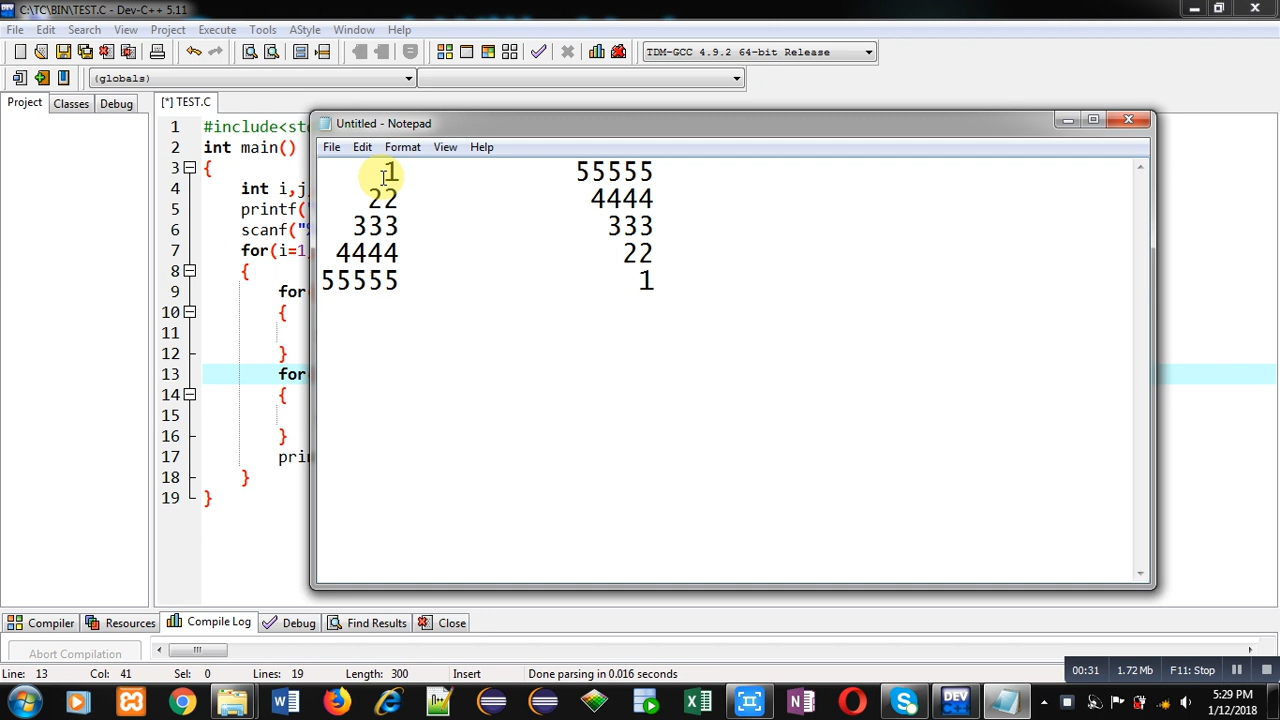 C:\TC\BIN\TEST.C - Dev-C++ 5.11
File Edit Search View Project Execute Tools AStyle Window Help
TDM-GCC 4.9.2 64-bit Release
(globals)
Project Classes Debug
[*] TEST.C
1 #include<st
2 int main()
3 {
4 int i,j
5 printf("
6 scanf("%
7 for(i=1
8 {
9 for
10 {
11
12 }
13 for
14 {
15
16 }
17 pri
18 }
19 }
Untitled - Notepad
File Edit Format View Help
1 55555
22 4444
333 333
4444 22
55555 1
Compiler Resources Compile Log Debug Find Results Close
Abort Compilation
Line: 13 Col: 41 Sel: 0 Lines: 19 Length: 300 Insert Done parsing in 0.016 seconds
00:31 1.72 Mb F11: Stop
DEV
5:29 PM
1/12/2018